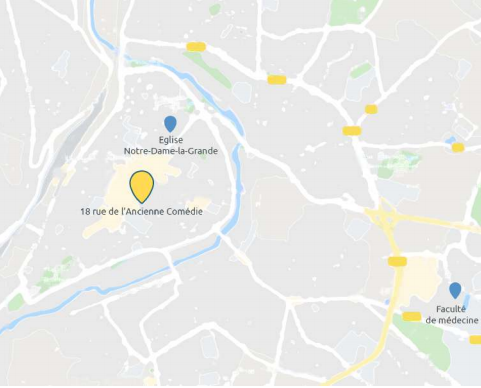 Eglise
Notre-Dame-la-Grande
18 rue de l'Ancienne Comédie
Faculté
de médecine